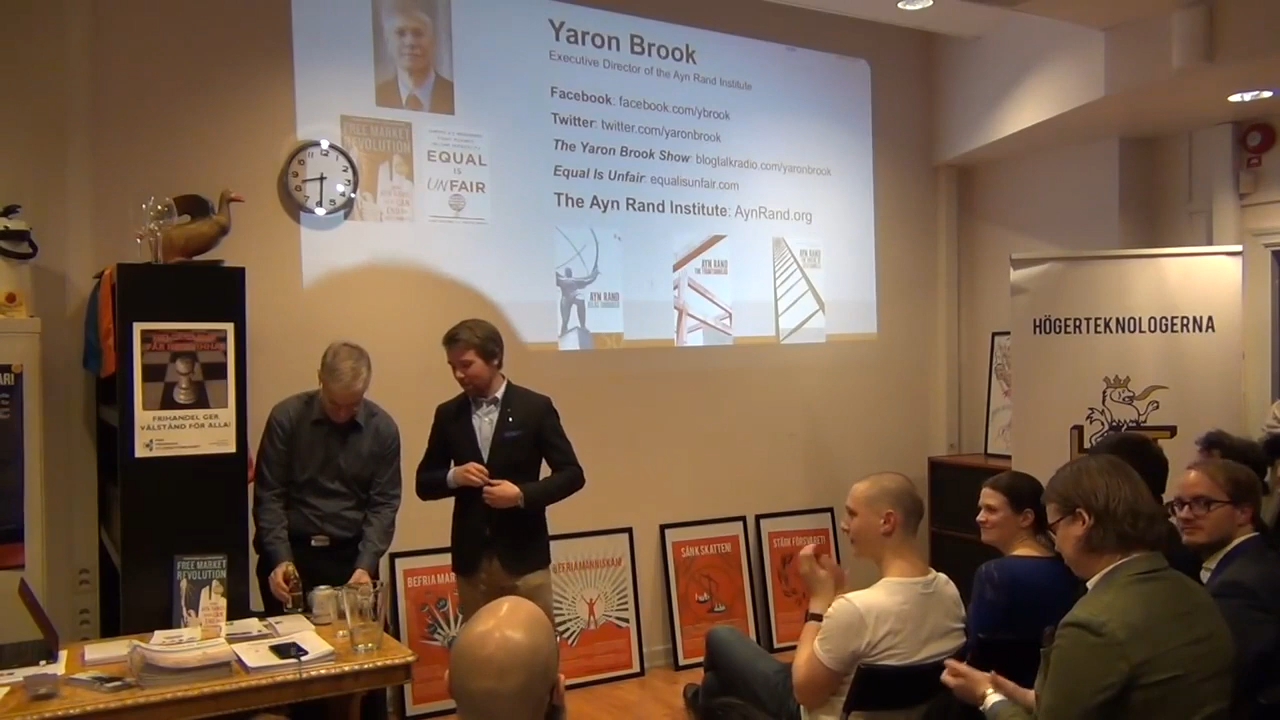 Yaron Brook
Executive Director of the Ayn Rand Institute
Facebook: facebook.com/ybrook
Twitter: twitter.com/yaronbrook
The Yaron Brook Show: blogtalkradio.com/yaronbrook
Equal Is Unfair: equalisunfair.com
The Ayn Rand Institute: AynRand.org
FREE MARKET
REVOLUTION
EQUAL
IS
UNFAIR
AYN RAND
AYN RAND
AYN RAND
HÖGERTEKNOLOGERNA
FRIHANDEL GER
VÄLSTÅND FÖR ALLA!
FREE MARKET
REVOLUTION
BEFRIA MAR
BEFRIA MÄNNISKAN!
SÄNK SKATTEN!
STÄRK FÖRSVARET!